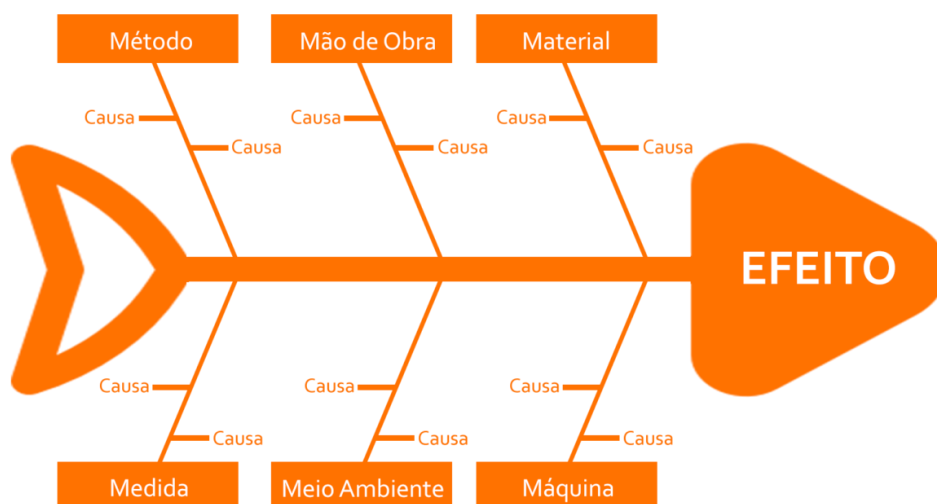 Método
Mão de Obra
Material
Causa
Causa
Causa
Causa
Causa
Causa
EFEITO
Causa
Causa
Causa
Causa
Causa
Causa
Medida
Meio Ambiente
Máquina